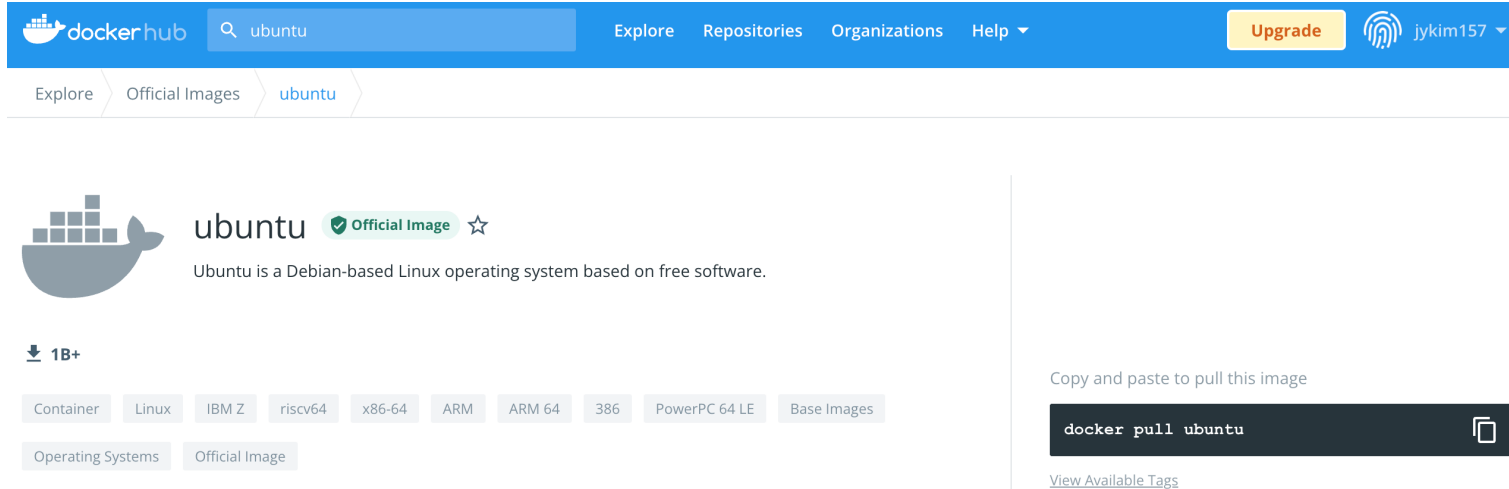 dockerhub ubuntu Explore Repositories Organizations Help Upgrade jykim157
Explore Official Images ubuntu
ubuntu Official Image
Ubuntu is a Debian-based Linux operating system based on free software.
1B+
Container Linux IBM Z riscv64 x86-64 ARM ARM 64 386 PowerPC 64 LE Base Images
Operating Systems Official Image
Copy and paste to pull this image
docker pull ubuntu
View Available Tags